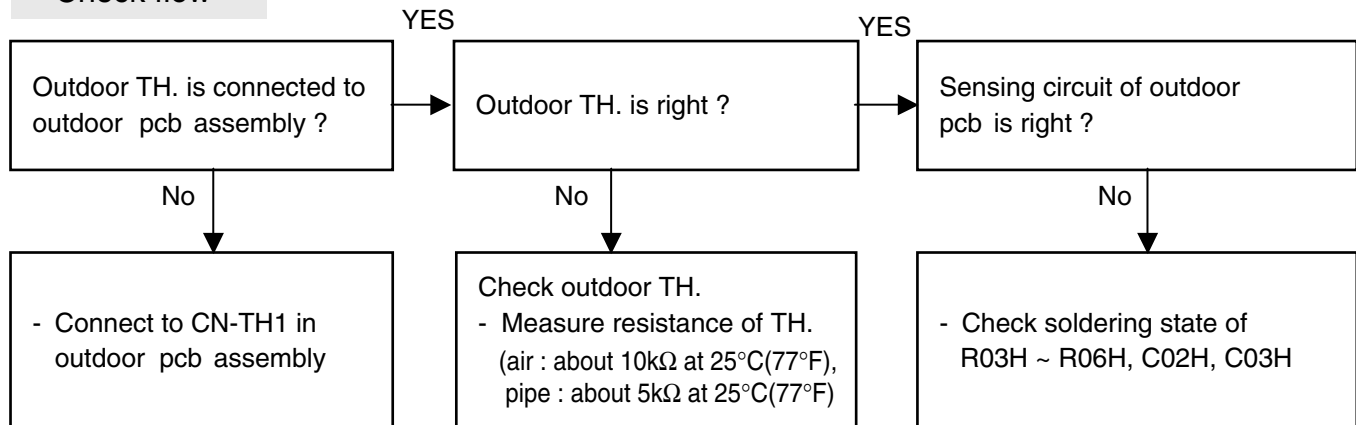 Check flow
YES
YES
Outdoor TH. is connected to
outdoor pcb assembly ?
Outdoor TH. is right ?
Sensing circuit of outdoor
pcb is right ?
No
No
No
- Connect to CN-TH1 in
outdoor pcb assembly
Check outdoor TH.
- Measure resistance of TH.
(air : about 10kΩ at 25°C(77°F),
pipe : about 5kΩ at 25°C(77°F)
- Check soldering state of
R03H ~ R06H, C02H, C03H